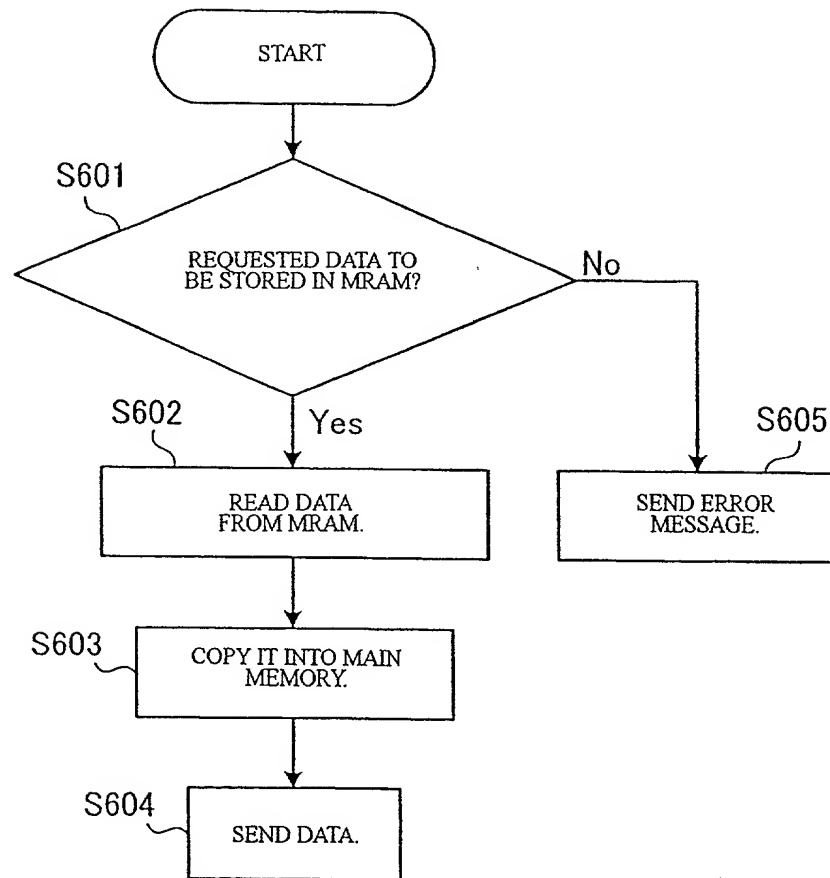 START
S601
REQUESTED DATA TO
BE STORED IN MRAM?
No
Yes
S602
READ DATA
FROM MRAM.
S605
SEND ERROR
MESSAGE.
S603
COPY IT INTO MAIN
MEMORY.
S604
SEND DATA.